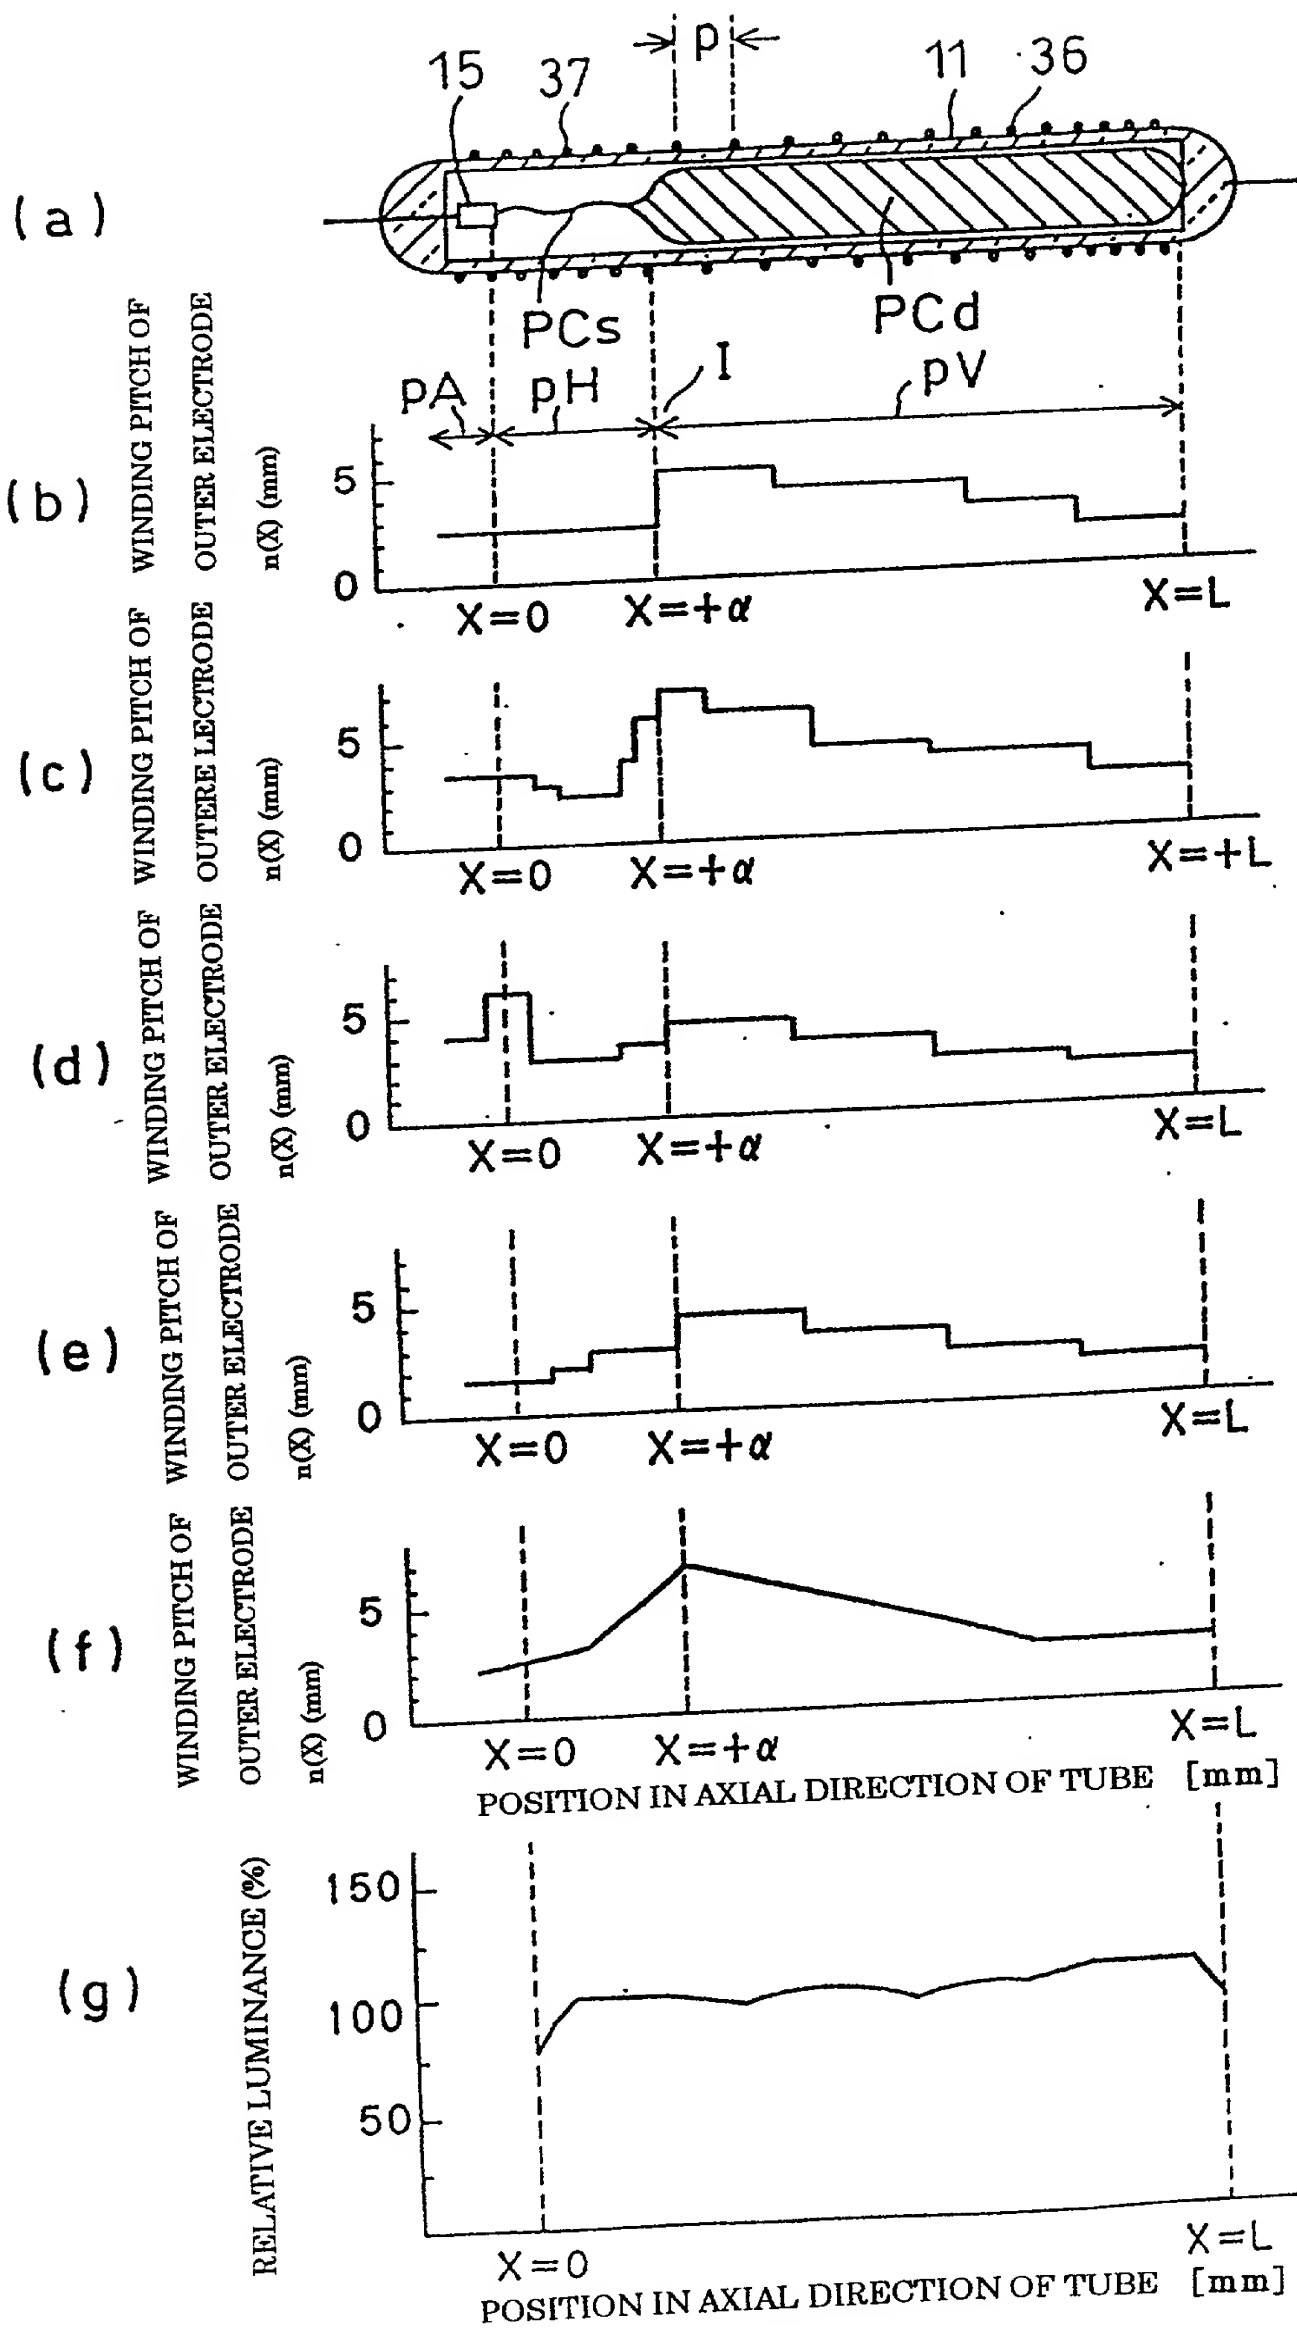 p
15 37 11 36
(a)
PCs PCd
I
pA pH pV
(b)
WINDING PITCH OF
OUTER ELECTRODE
n(X) (mm)
5
0
X=0 X=+α X=L
(c)
WINDING PITCH OF
OUTERE LECTRODE
n(X) (mm)
5
0
X=0 X=+α X=+L
(d)
WINDING PITCH OF
OUTER ELECTRODE
n(X) (mm)
5
0
X=0 X=+α X=L
(e)
WINDING PITCH OF
OUTER ELECTRODE
n(X) (mm)
5
0
X=0 X=+α X=L
(f)
WINDING PITCH OF
OUTER ELECTRODE
n(X) (mm)
5
0
X=0 X=+α X=L
POSITION IN AXIAL DIRECTION OF TUBE [mm]
(g)
RELATIVE LUMINANCE (%)
150
100
50
X=0 X=L
POSITION IN AXIAL DIRECTION OF TUBE [mm]